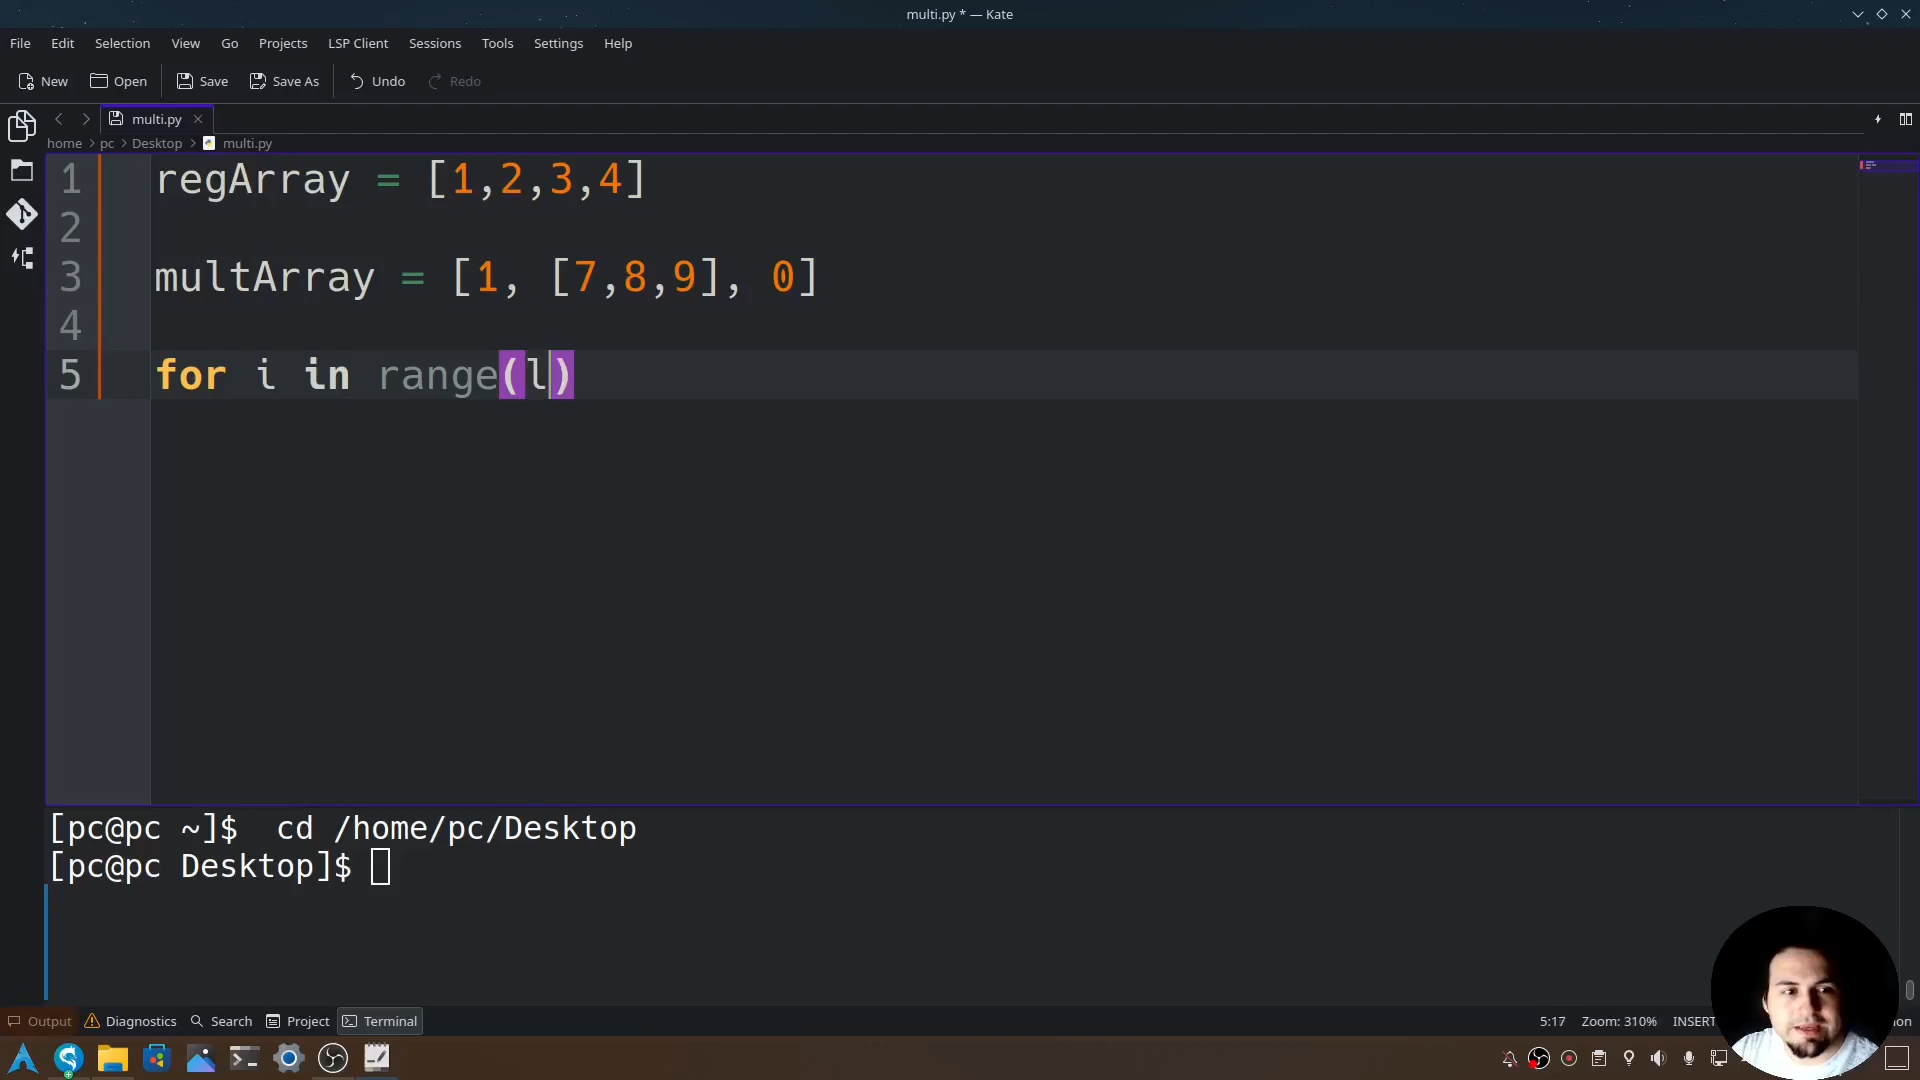 multi.py * — Kate
File Edit Selection View Go Projects LSP Client Sessions Tools Settings Help
New Open Save Save As Undo Redo
multi.py
home > pc > Desktop > multi.py
1 regArray = [1,2,3,4]
2
3 multArray = [1, [7,8,9], 0]
4
5 for i in range(l)
[pc@pc ~]$  cd /home/pc/Desktop
[pc@pc Desktop]$
Output Diagnostics Search Project Terminal 5:17 Zoom: 310% INSERT